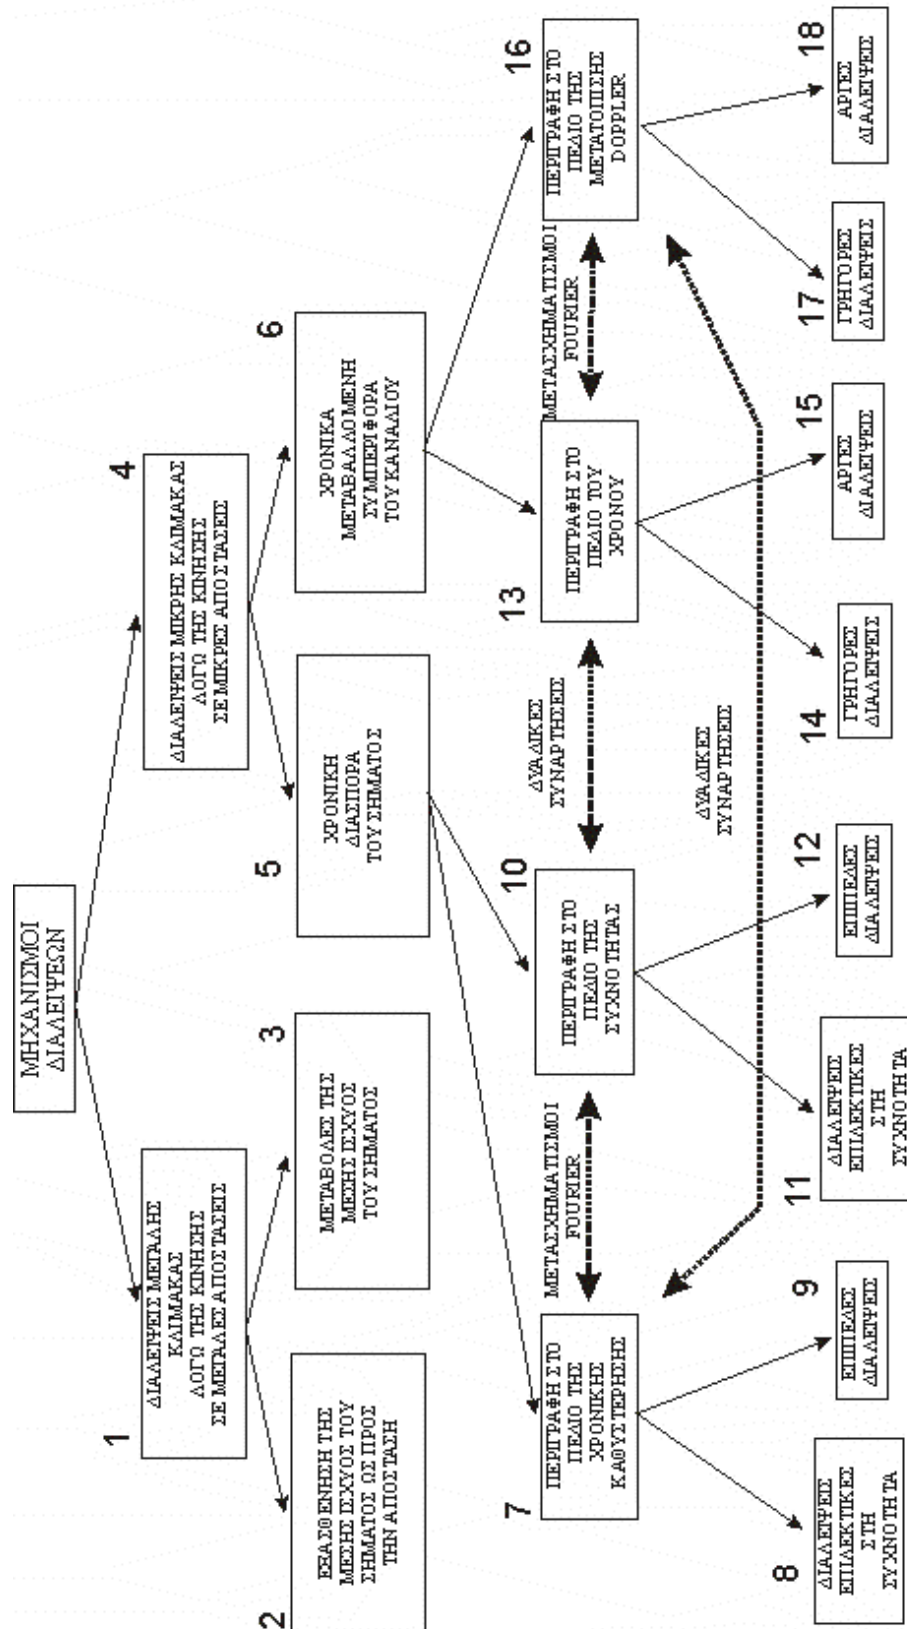 ΜΗΧΑΝΙΣΜΟΙ
ΔΙΑΛΕΙΨΕΩΝ
1
ΔΙΑΛΕΙΨΕΙΣ ΜΕΓΑΛΗΣ
ΚΛΙΜΑΚΑΣ
ΛΟΓΩ ΤΗΣ ΚΙΝΗΣΗΣ
ΣΕ ΜΕΓΑΛΕΣ ΑΠΟΣΤΑΣΕΙΣ
4
ΔΙΑΛΕΙΨΕΙΣ ΜΙΚΡΗΣ ΚΛΙΜΑΚΑΣ
ΛΟΓΩ ΤΗΣ ΚΙΝΗΣΗΣ
ΣΕ ΜΙΚΡΕΣ ΑΠΟΣΤΑΣΕΙΣ
2
ΕΞΑΣΘΕΝΗΣΗ ΤΗΣ
ΜΕΣΗΣ ΙΣΧΥΟΣ ΤΟΥ
ΣΗΜΑΤΟΣ ΩΣ ΠΡΟΣ
ΤΗΝ ΑΠΟΣΤΑΣΗ
3
ΜΕΤΑΒΟΛΕΣ ΤΗΣ
ΜΕΣΗΣ ΙΣΧΥΟΣ
ΤΟΥ ΣΗΜΑΤΟΣ
5
ΧΡΟΝΙΚΗ
ΔΙΑΣΠΟΡΑ
ΤΟΥ ΣΗΜΑΤΟΣ
6
ΧΡΟΝΙΚΑ
ΜΕΤΑΒΑΛΛΟΜΕΝΗ
ΣΥΜΠΕΡΙΦΟΡΑ
ΤΟΥ ΚΑΝΑΛΙΟΥ
7
ΠΕΡΙΓΡΑΦΗ ΣΤΟ
ΠΕΔΙΟ ΤΗΣ
ΧΡΟΝΙΚΗΣ
ΚΑΘΥΣΤΕΡΗΣΗΣ
ΜΕΤΑΣΧΗΜΑΤΙΣΜΟΙ
FOURIER
10
ΠΕΡΙΓΡΑΦΗ ΣΤΟ
ΠΕΔΙΟ ΤΗΣ
ΣΥΧΝΟΤΗΤΑΣ
ΔΥΑΔΙΚΕΣ
ΣΥΝΑΡΤΗΣΕΙΣ
13
ΠΕΡΙΓΡΑΦΗ ΣΤΟ
ΠΕΔΙΟ ΤΟΥ
ΧΡΟΝΟΥ
ΜΕΤΑΣΧΗΜΑΤΙΣΜΟΙ
FOURIER
16
ΠΕΡΙΓΡΑΦΗ ΣΤΟ
ΠΕΔΙΟ ΤΗΣ
ΜΕΤΑΤΟΠΙΣΗΣ
DOPPLER
ΔΥΑΔΙΚΕΣ
ΣΥΝΑΡΤΗΣΕΙΣ
8
ΔΙΑΛΕΙΨΕΙΣ
ΕΠΙΛΕΚΤΙΚΕΣ
ΣΤΗ
ΣΥΧΝΟΤΗΤΑ
9
ΕΠΙΠΕΔΕΣ
ΔΙΑΛΕΙΨΕΙΣ
11
ΔΙΑΛΕΙΨΕΙΣ
ΕΠΙΛΕΚΤΙΚΕΣ
ΣΤΗ
ΣΥΧΝΟΤΗΤΑ
12
ΕΠΙΠΕΔΕΣ
ΔΙΑΛΕΙΨΕΙΣ
14
ΓΡΗΓΟΡΕΣ
ΔΙΑΛΕΙΨΕΙΣ
15
ΑΡΓΕΣ
ΔΙΑΛΕΙΨΕΙΣ
17
ΓΡΗΓΟΡΕΣ
ΔΙΑΛΕΙΨΕΙΣ
18
ΑΡΓΕΣ
ΔΙΑΛΕΙΨΕΙΣ